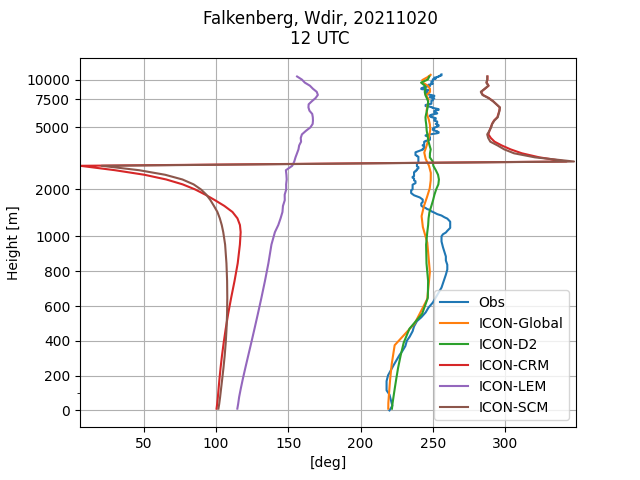 Falkenberg, Wdir, 20211020
12 UTC
Height [m]
10000
7500
5000
2000
1000
800
600
400
200
0
50
100
150
200
250
300
[deg]
Obs
ICON-Global
ICON-D2
ICON-CRM
ICON-LEM
ICON-SCM